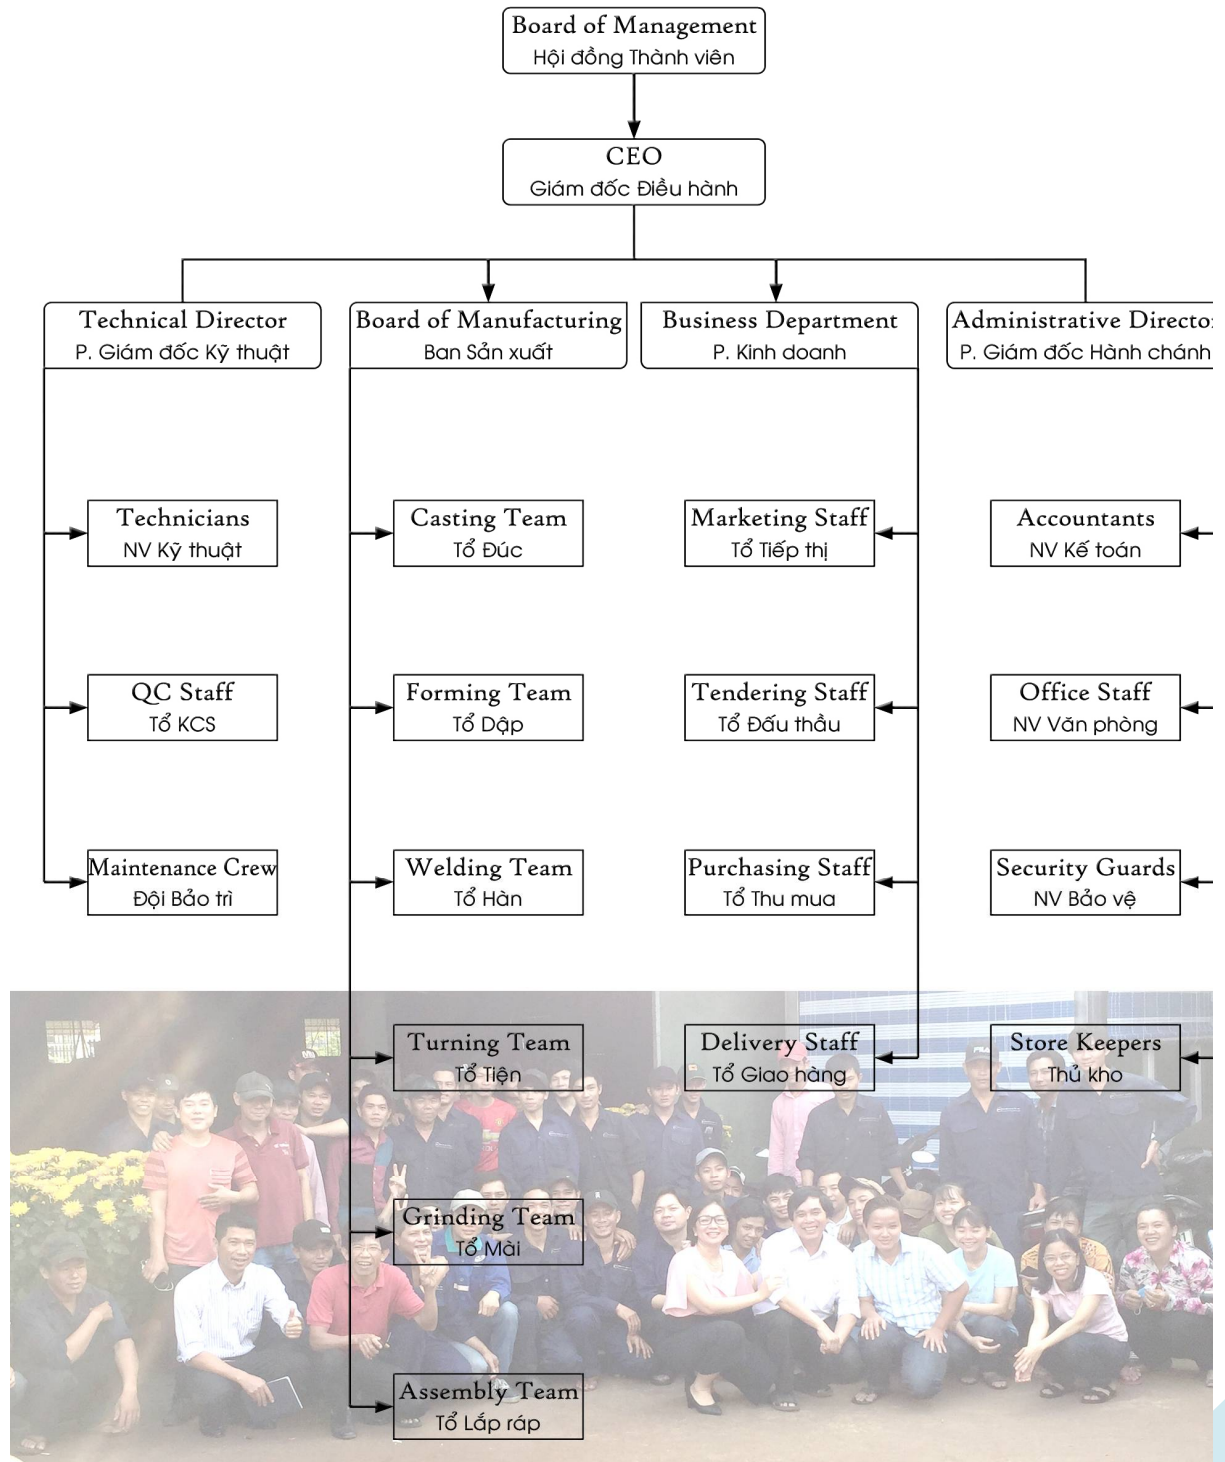 Board of Management
Hội đồng Thành viên
CEO
Giám đốc Điều hành
Technical Director
P. Giám đốc Kỹ thuật
Board of Manufacturing
Ban Sản xuất
Business Department
P. Kinh doanh
Administrative Director
P. Giám đốc Hành chánh
Technicians
NV Kỹ thuật
Casting Team
Tổ Đúc
Marketing Staff
Tổ Tiếp thị
Accountants
NV Kế toán
QC Staff
Tổ KCS
Forming Team
Tổ Dập
Tendering Staff
Tổ Đấu thầu
Office Staff
NV Văn phòng
Maintenance Crew
Đội Bảo trì
Welding Team
Tổ Hàn
Purchasing Staff
Tổ Thu mua
Security Guards
NV Bảo vệ
Turning Team
Tổ Tiện
Delivery Staff
Tổ Giao hàng
Store Keepers
Thủ kho
Grinding Team
Tổ Mài
Assembly Team
Tổ Lắp ráp